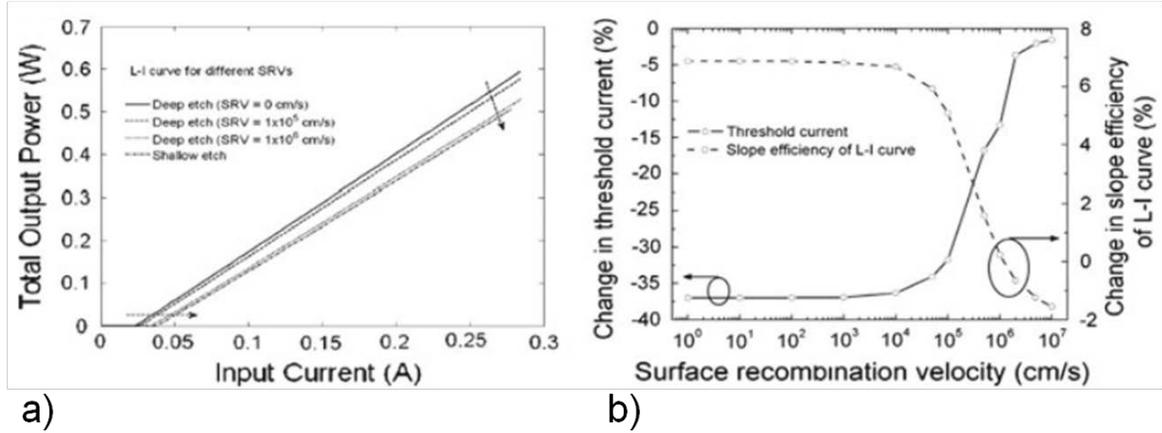 0.7
0.6
0.5
0.4
0.3
0.2
0.1
0
Total Output Power (W)
L-I curve for different SRVs
Deep etch (SRV = 0 cm/s)
Deep etch (SRV = 1x10⁵ cm/s)
Deep etch (SRV = 1x10⁶ cm/s)
Shallow etch
0 0.05 0.1 0.15 0.2 0.25 0.3
Input Current (A)
a)
0
-5
-10
-15
-20
-25
-30
-35
-40
Change in threshold current (%)
Threshold current
Slope efficiency of L-I curve
8
6
4
2
0
-2
Change in slope efficiency
of L-I curve (%)
10⁰ 10¹ 10² 10³ 10⁴ 10⁵ 10⁶ 10⁷
Surface recombination velocity (cm/s)
b)